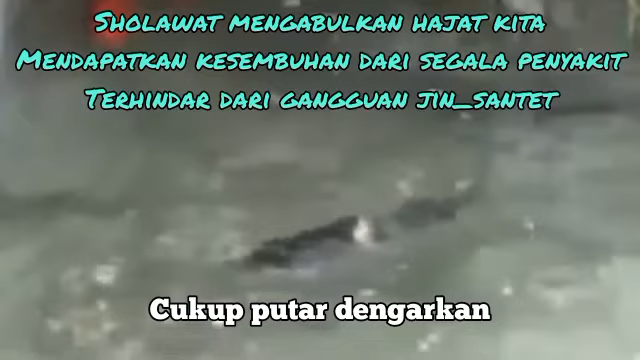 Sholawat mengabulkan hajat kita
Mendapatkan kesembuhan dari segala penyakit
Terhindar dari gangguan jin_santet
Cukup putar dengarkan